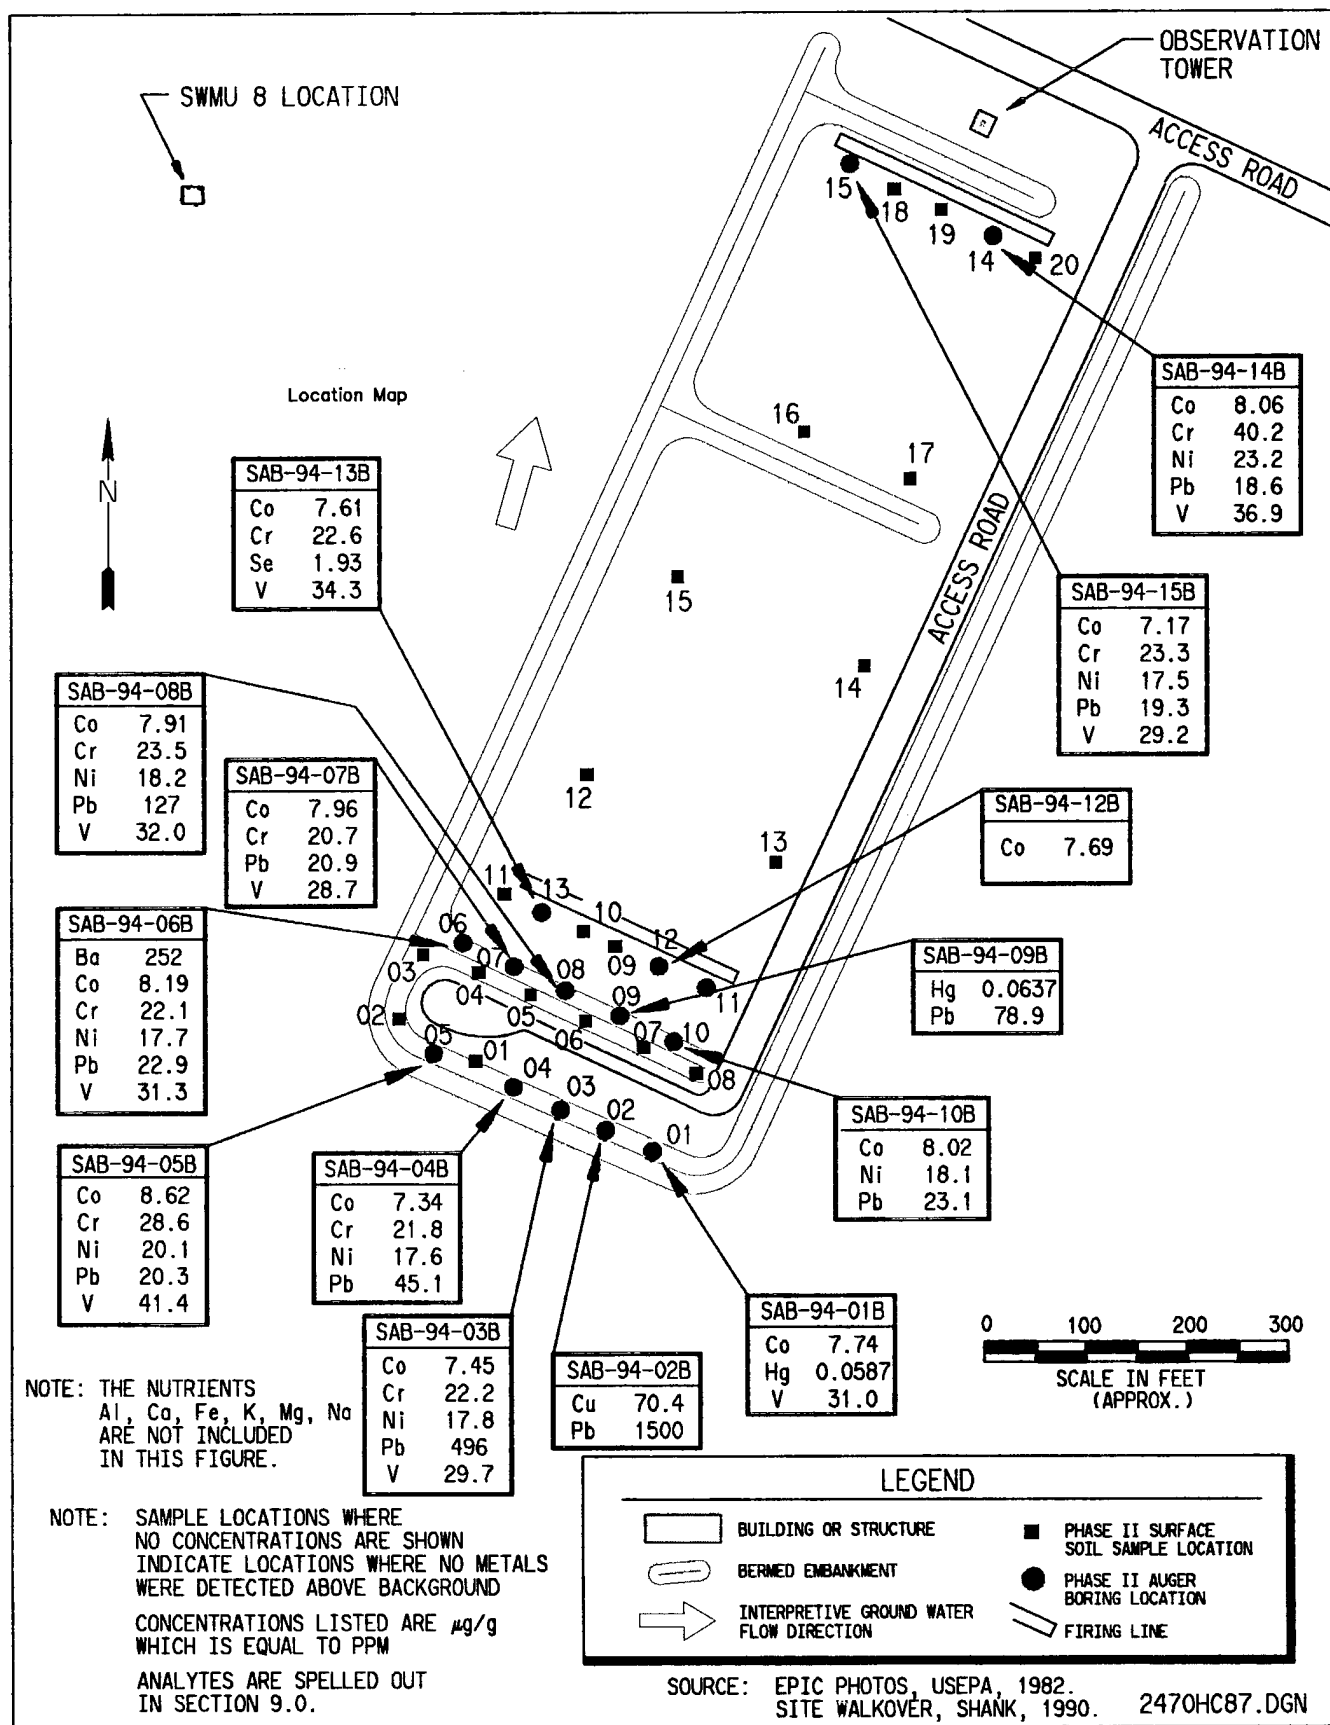 OBSERVATION
TOWER
SWMU 8 LOCATION
ACCESS ROAD
15
18
19
14
20
Location Map
N
SAB-94-14B
Co 8.06
Cr 40.2
Ni 23.2
Pb 18.6
V 36.9
16
17
SAB-94-13B
Co 7.61
Cr 22.6
Se 1.93
V 34.3
ACCESS ROAD
15
14
SAB-94-15B
Co 7.17
Cr 23.3
Ni 17.5
Pb 19.3
V 29.2
SAB-94-08B
Co 7.91
Cr 23.5
Ni 18.2
Pb 127
V 32.0
SAB-94-07B
Co 7.96
Cr 20.7
Pb 20.9
V 28.7
12
13
SAB-94-12B
Co 7.69
11
13
10
12
09
11
SAB-94-06B
Ba 252
Co 8.19
Cr 22.1
Ni 17.7
Pb 22.9
V 31.3
06
07
08
09
10
03
04
05
06
07
08
02
SAB-94-09B
Hg 0.0637
Pb 78.9
05
01
04
03
02
01
SAB-94-10B
Co 8.02
Ni 18.1
Pb 23.1
SAB-94-05B
Co 8.62
Cr 28.6
Ni 20.1
Pb 20.3
V 41.4
SAB-94-04B
Co 7.34
Cr 21.8
Ni 17.6
Pb 45.1
SAB-94-03B
Co 7.45
Cr 22.2
Ni 17.8
Pb 496
V 29.7
SAB-94-02B
Cu 70.4
Pb 1500
SAB-94-01B
Co 7.74
Hg 0.0587
V 31.0
0 100 200 300
SCALE IN FEET
(APPROX.)
NOTE: THE NUTRIENTS
Al, Ca, Fe, K, Mg, Na
ARE NOT INCLUDED
IN THIS FIGURE.
NOTE: SAMPLE LOCATIONS WHERE
NO CONCENTRATIONS ARE SHOWN
INDICATE LOCATIONS WHERE NO METALS
WERE DETECTED ABOVE BACKGROUND
CONCENTRATIONS LISTED ARE µg/g
WHICH IS EQUAL TO PPM
ANALYTES ARE SPELLED OUT
IN SECTION 9.0.
LEGEND
BUILDING OR STRUCTURE
BERMED EMBANKMENT
INTERPRETIVE GROUND WATER
FLOW DIRECTION
PHASE II SURFACE
SOIL SAMPLE LOCATION
PHASE II AUGER
BORING LOCATION
FIRING LINE
SOURCE: EPIC PHOTOS, USEPA, 1982.
SITE WALKOVER, SHANK, 1990.
2470HC87.DGN